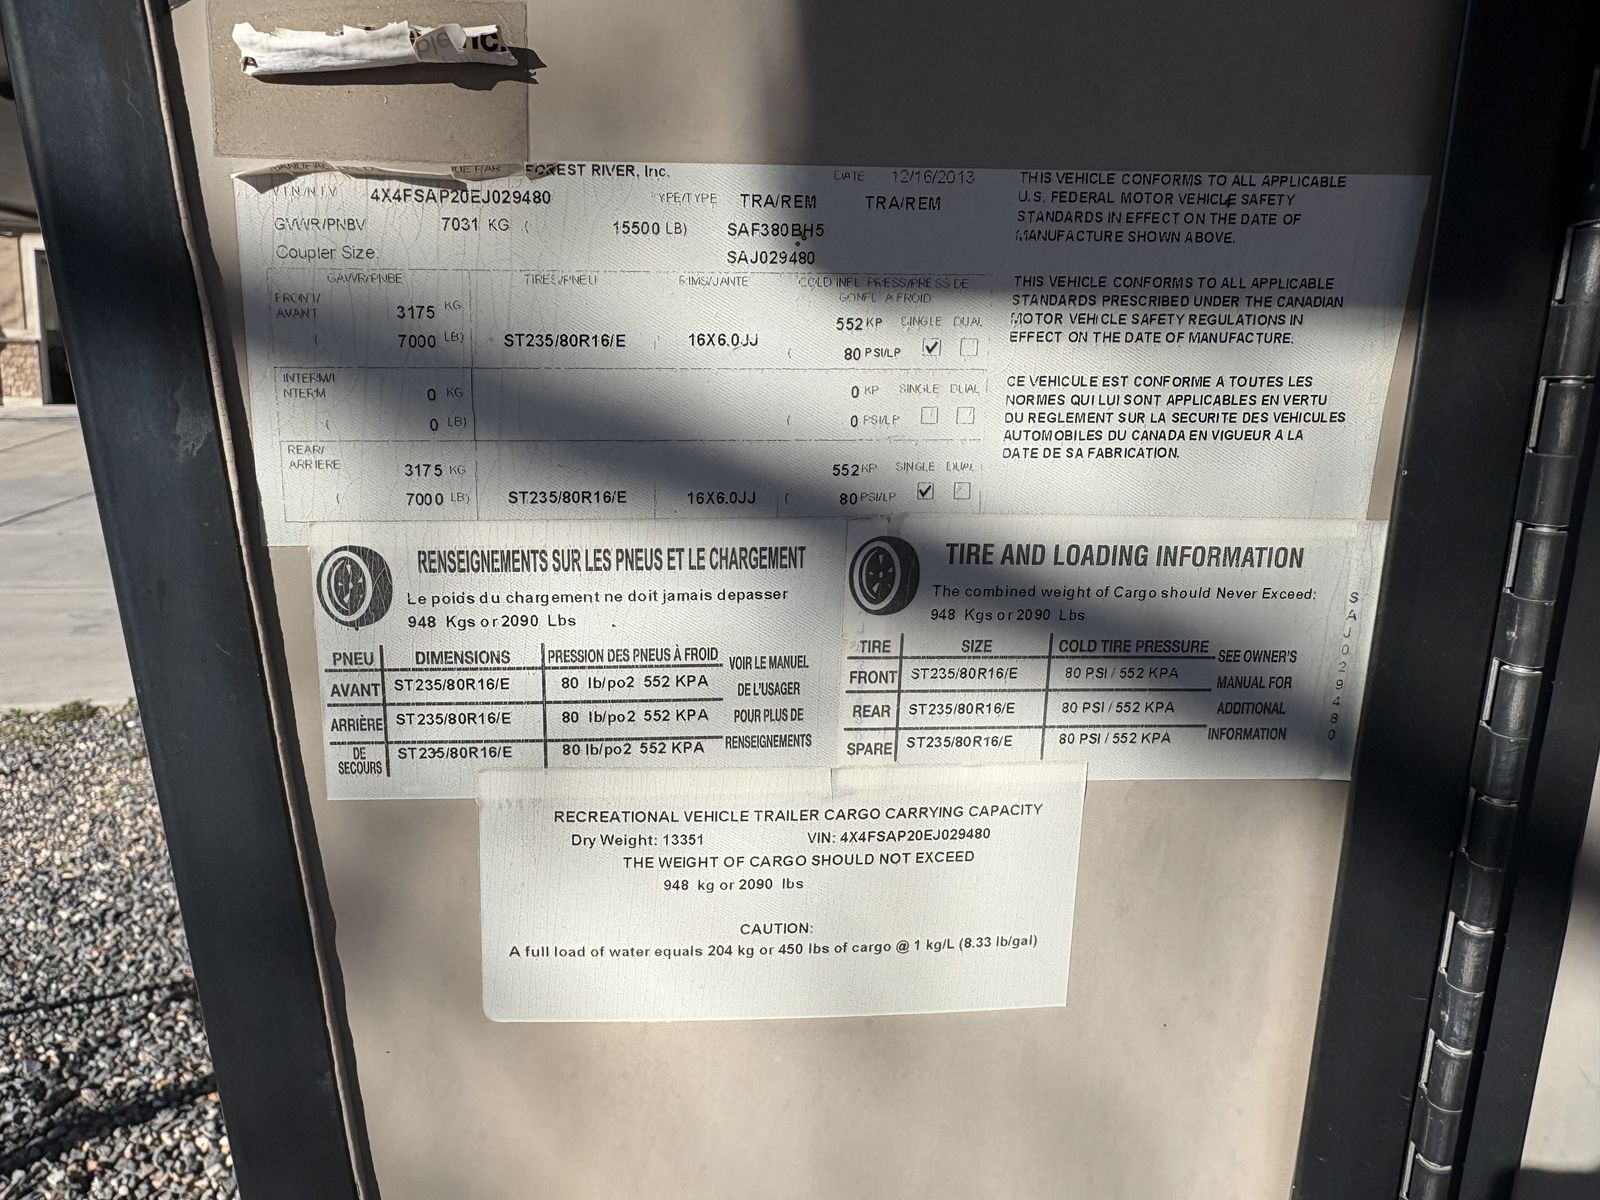 nc.
FOREST RIVER, Inc.
DATE 12/16/2013
4X4FSAP20EJ029480
TRA/REM TRA/REM
GVWR/PNBV 7031 KG ( 15500 LB) SAF380BH5
Coupler Size: SAJ029480
GAWR/PNBE TIRES/PNEU RIMS/JANTE COLD INFL PRESS/PRESS DE
GONFL A FROID
FRONT/
AVANT 3175 KG 552 KP SINGLE DUAL
( 7000 LB) ST235/80R16/E 16X6.0JJ ( 80 PSI/LP
INTERM/
INTERM 0 KG 0 KP SINGLE DUAL
( 0 LB) ( 0 PSI/LP
REAR/
ARRIERE 3175 KG 552 KP SINGLE DUAL
( 7000 LB) ST235/80R16/E 16X6.0JJ ( 80 PSI/LP
THIS VEHICLE CONFORMS TO ALL APPLICABLE
U.S. FEDERAL MOTOR VEHICLE SAFETY
STANDARDS IN EFFECT ON THE DATE OF
MANUFACTURE SHOWN ABOVE.
THIS VEHICLE CONFORMS TO ALL APPLICABLE
STANDARDS PRESCRIBED UNDER THE CANADIAN
MOTOR VEHICLE SAFETY REGULATIONS IN
EFFECT ON THE DATE OF MANUFACTURE.
CE VEHICULE EST CONFORME A TOUTES LES
NORMES QUI LUI SONT APPLICABLES EN VERTU
DU REGLEMENT SUR LA SECURITE DES VEHICULES
AUTOMOBILES DU CANADA EN VIGUEUR A LA
DATE DE SA FABRICATION.
RENSEIGNEMENTS SUR LES PNEUS ET LE CHARGEMENT
Le poids du chargement ne doit jamais depasser
948 Kgs or 2090 Lbs
PNEU DIMENSIONS PRESSION DES PNEUS À FROID
AVANT ST235/80R16/E 80 lb/po2 552 KPA
ARRIÈRE ST235/80R16/E 80 lb/po2 552 KPA
DE
SECOURS ST235/80R16/E 80 lb/po2 552 KPA
VOIR LE MANUEL
DE L'USAGER
POUR PLUS DE
RENSEIGNEMENTS
TIRE AND LOADING INFORMATION
The combined weight of Cargo should Never Exceed:
948 Kgs or 2090 Lbs
TIRE SIZE COLD TIRE PRESSURE
FRONT ST235/80R16/E 80 PSI / 552 KPA
REAR ST235/80R16/E 80 PSI / 552 KPA
SPARE ST235/80R16/E 80 PSI / 552 KPA
SEE OWNER'S
MANUAL FOR
ADDITIONAL
INFORMATION
SAJ029480
RECREATIONAL VEHICLE TRAILER CARGO CARRYING CAPACITY
Dry Weight: 13351 VIN: 4X4FSAP20EJ029480
THE WEIGHT OF CARGO SHOULD NOT EXCEED
948 kg or 2090 lbs
CAUTION:
A full load of water equals 204 kg or 450 lbs of cargo @ 1 kg/L (8.33 lb/gal)